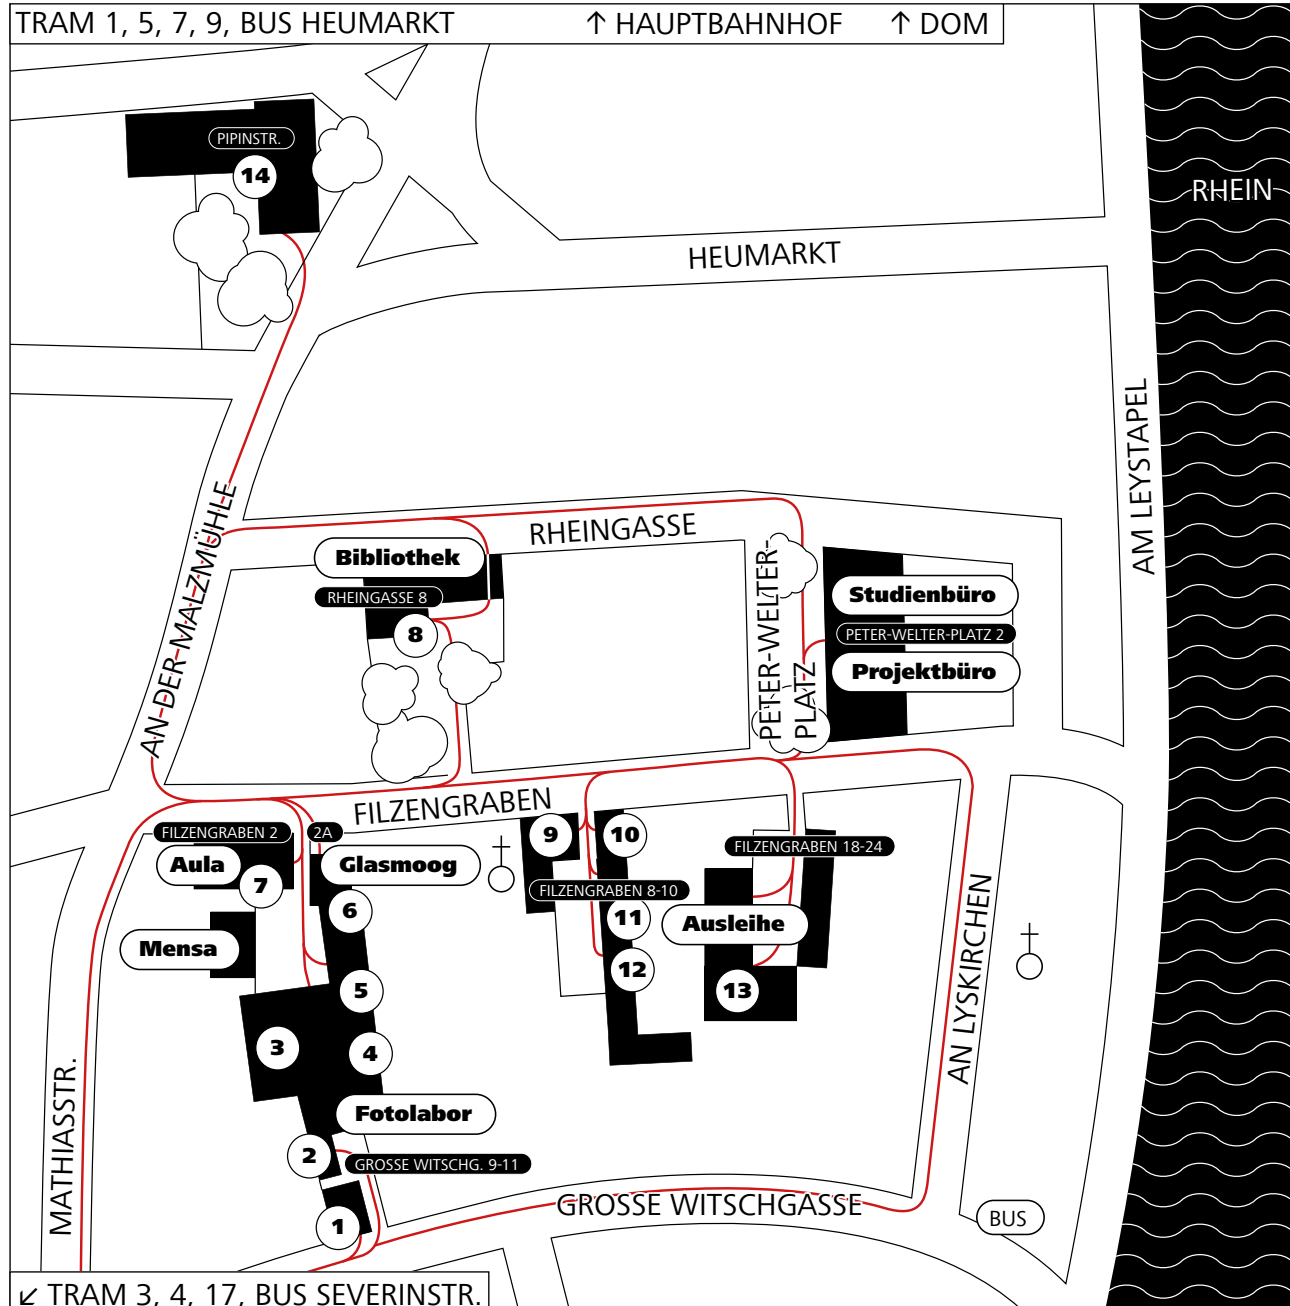 TRAM 1, 5, 7, 9, BUS HEUMARKT ↑ HAUPTBAHNHOF ↑ DOM
PIPINSTR.
14
RHEIN
HEUMARKT
AM LEYSTAPEL
AN-DER-MALZMÜHLE
RHEINGASSE
Bibliothek
RHEINGASSE 8
8
PETER-WELTER-
PLATZ
Studienbüro
PETER-WELTER-PLATZ 2
Projektbüro
FILZENGRABEN
FILZENGRABEN 2
2A
Aula
7
Glasmoog
6
Mensa
5
3
4
Fotolabor
2
GROSSE WITSCHG. 9-11
1
9
10
FILZENGRABEN 8-10
11
12
FILZENGRABEN 18-24
Ausleihe
13
AN LYSKIRCHEN
MATHIASSTR.
GROSSE WITSCHGASSE
BUS
↙ TRAM 3, 4, 17, BUS SEVERINSTR.